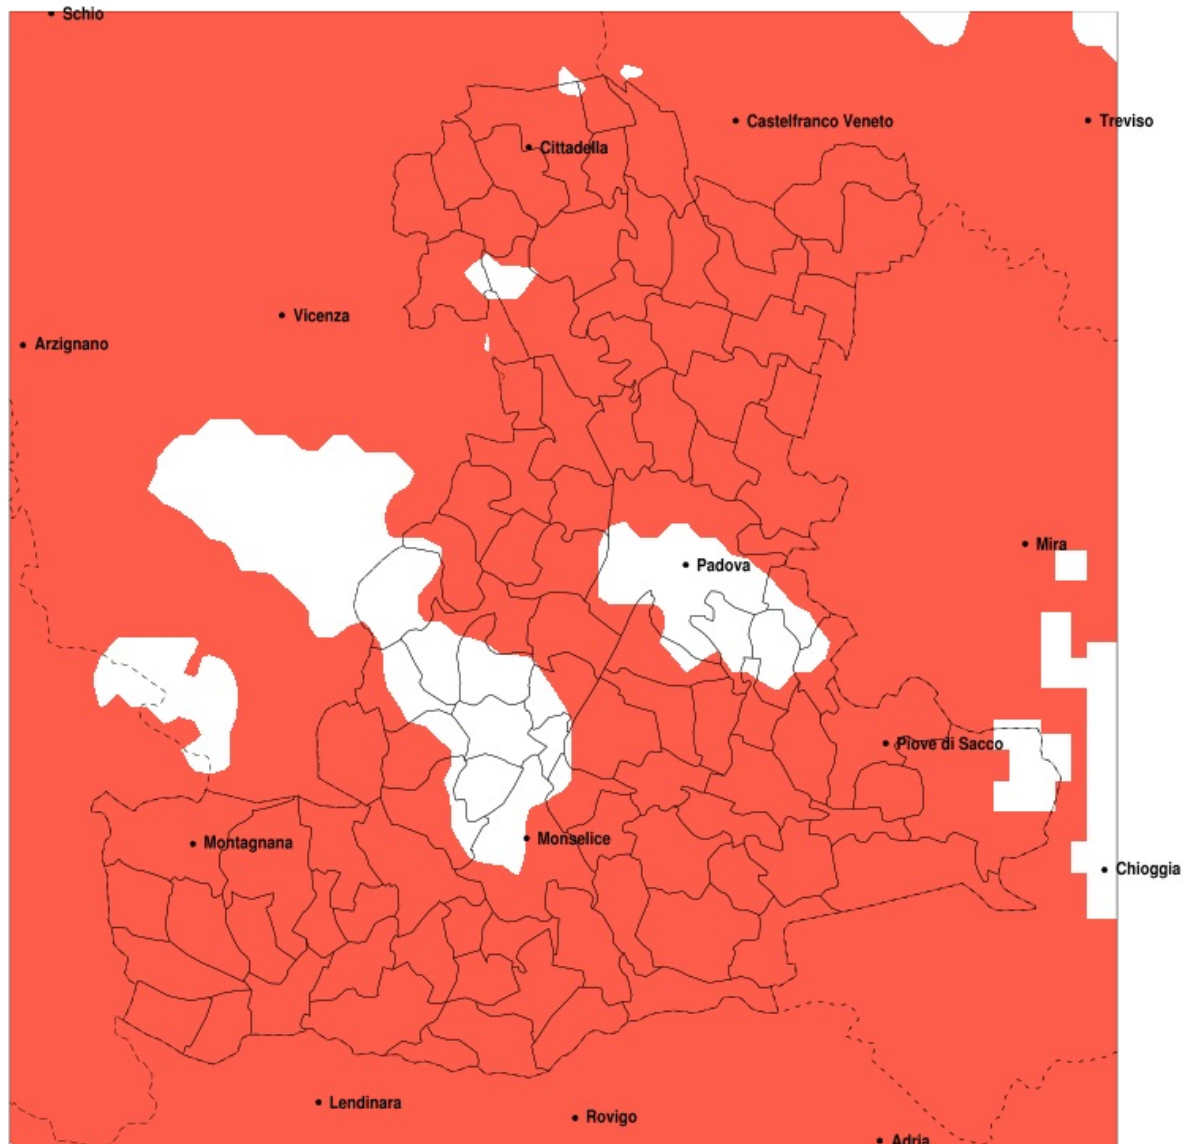 Schio
Castelfranco Veneto
Treviso
Cittadella
Vicenza
Arzignano
Mira
Padova
Piove di Sacco
Montagnana
Monselice
Chioggia
Lendinara
Rovigo
Adria